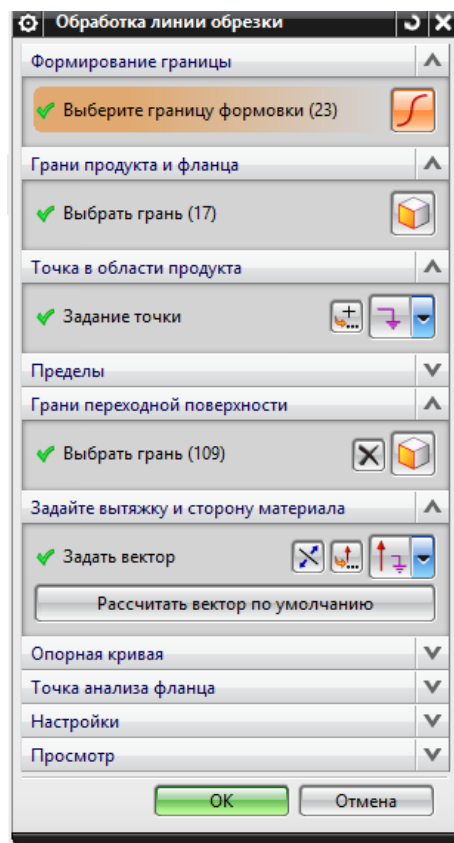 Обработка линии обрезки
Формирование границы
Выберите границу формовки (23)
Грани продукта и фланца
Выбрать грань (17)
Точка в области продукта
Задание точки
Пределы
Грани переходной поверхности
Выбрать грань (109)
Задайте вытяжку и сторону материала
Задать вектор
Рассчитать вектор по умолчанию
Опорная кривая
Точка анализа фланца
Настройки
Просмотр
OK Отмена